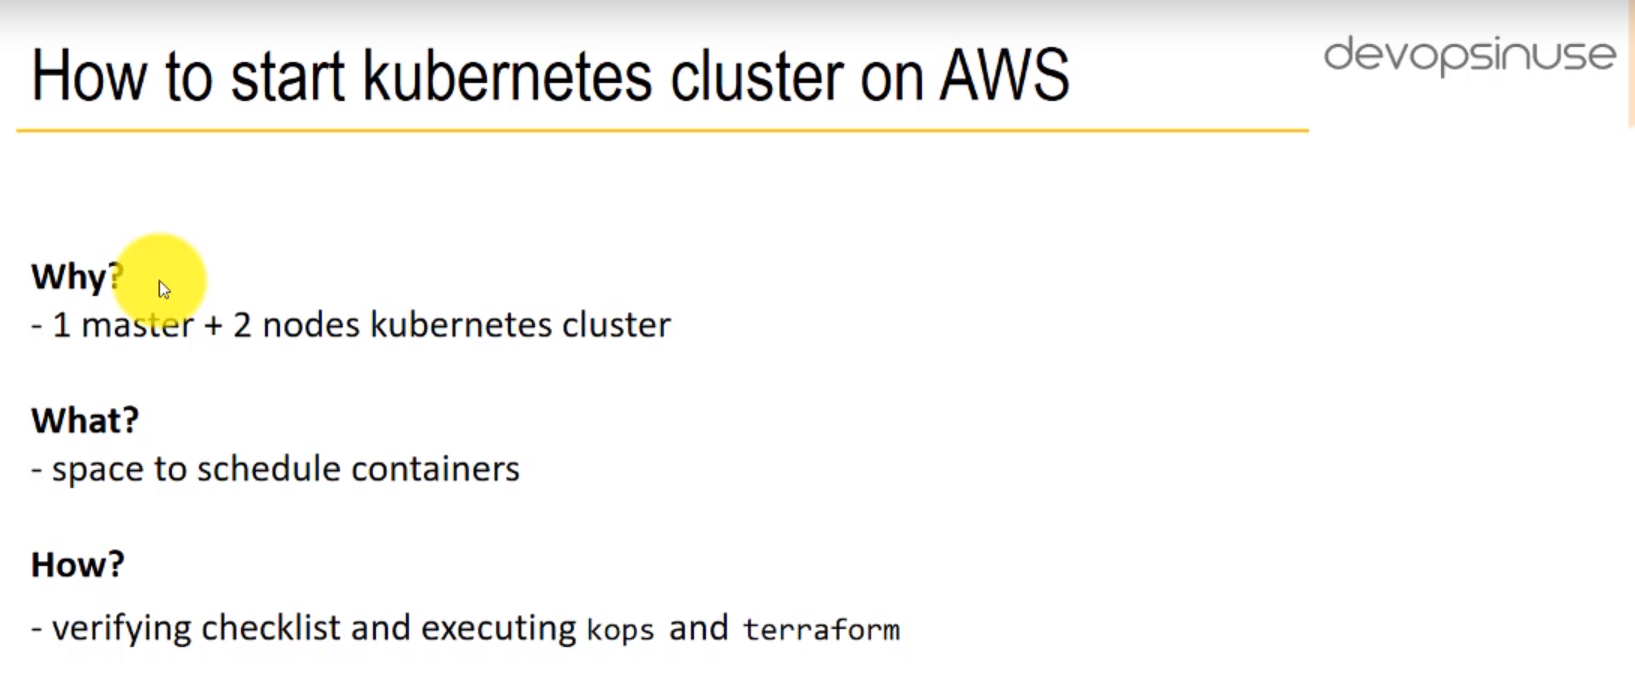 How to start kubernetes cluster on AWS
devopsinuse
Why?
- 1 master + 2 nodes kubernetes cluster
What?
- space to schedule containers
How?
- verifying checklist and executing kops and terraform